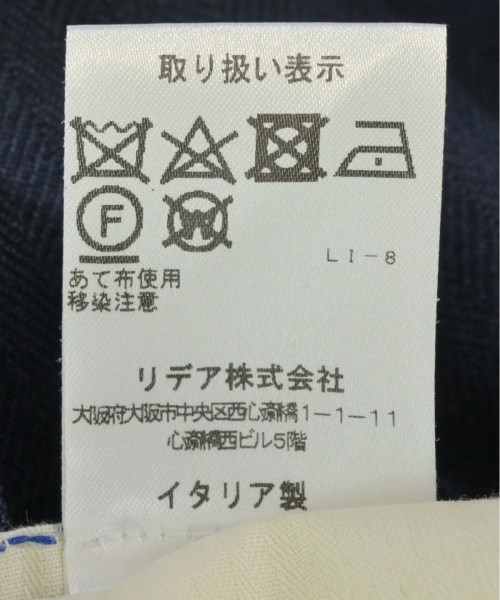 取り扱い表示
F W
LI-8
あて布使用
移染注意
リデア株式会社
大阪府大阪市中央区西心斎橋1-1-11
心斎橋西ビル5階
イタリア製